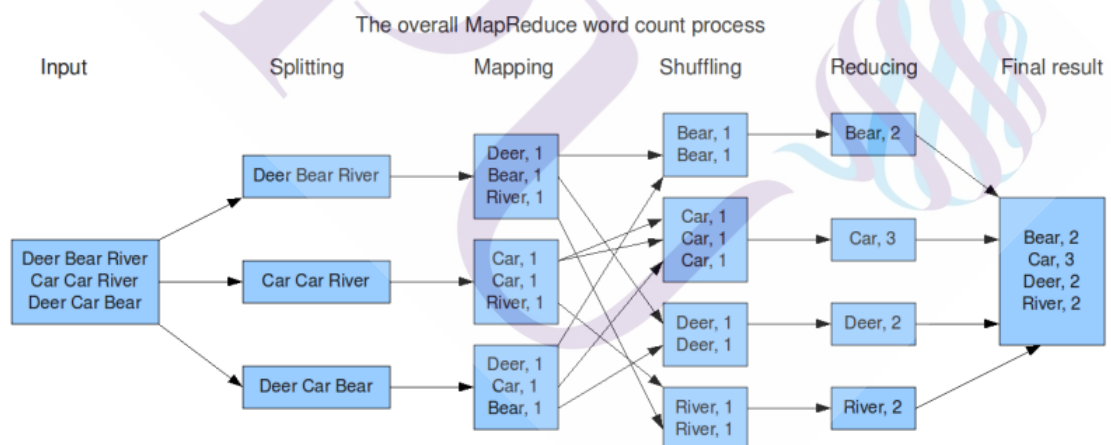 The overall MapReduce word count process
Input
Splitting
Mapping
Shuffling
Reducing
Final result
Deer Bear River
Car Car River
Deer Car Bear
Deer Bear River
Car Car River
Deer Car Bear
Deer, 1
Bear, 1
River, 1
Car, 1
Car, 1
River, 1
Deer, 1
Car, 1
Bear, 1
Bear, 1
Bear, 1
Car, 1
Car, 1
Car, 1
Deer, 1
Deer, 1
River, 1
River, 1
Bear, 2
Car, 3
Deer, 2
River, 2
Bear, 2
Car, 3
Deer, 2
River, 2